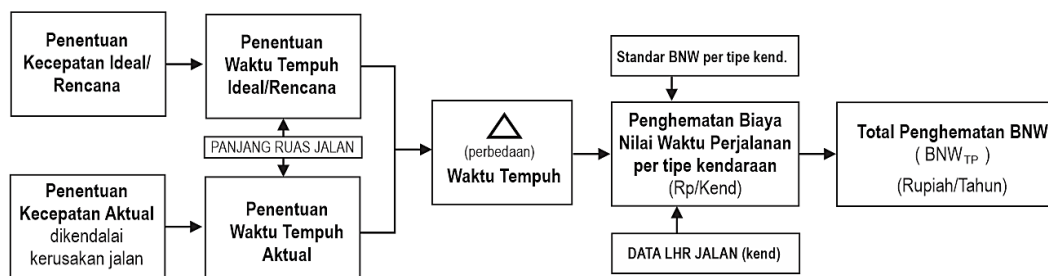 Penentuan
Kecepatan Ideal/
Rencana
Penentuan
Waktu Tempuh
Ideal/Rencana
PANJANG RUAS JALAN
Penentuan
Kecepatan Aktual
dikendalai
kerusakan jalan
Penentuan
Waktu Tempuh
Aktual
(perbedaan)
Waktu Tempuh
Standar BNW per tipe kend.
Penghematan Biaya
Nilai Waktu Perjalanan
per tipe kendaraan
(Rp/Kend)
DATA LHR JALAN (kend)
Total Penghematan BNW
( BNW_TP )
(Rupiah/Tahun)